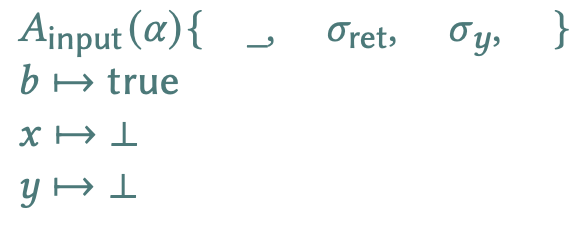 A_input(α){ _, σ_ret, σ_y, }
b ↦ true
x ↦ ⊥
y ↦ ⊥